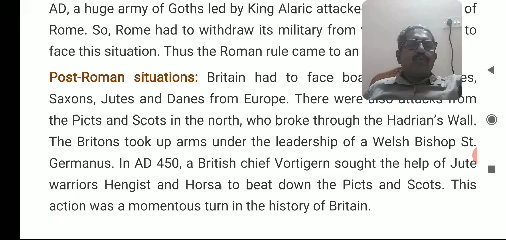 AD, a huge army of Goths led by King Alaric attacke of
Rome. So, Rome had to withdraw its military from to
face this situation. Thus the Roman rule came to an
Post-Roman situations: Britain had to face boa es,
Saxons, Jutes and Danes from Europe. There were also attacks from
the Picts and Scots in the north, who broke through the Hadrian's Wall.
The Britons took up arms under the leadership of a Welsh Bishop St.
Germanus. In AD 450, a British chief Vortigern sought the help of Jute
warriors Hengist and Horsa to beat down the Picts and Scots. This
action was a momentous turn in the history of Britain.